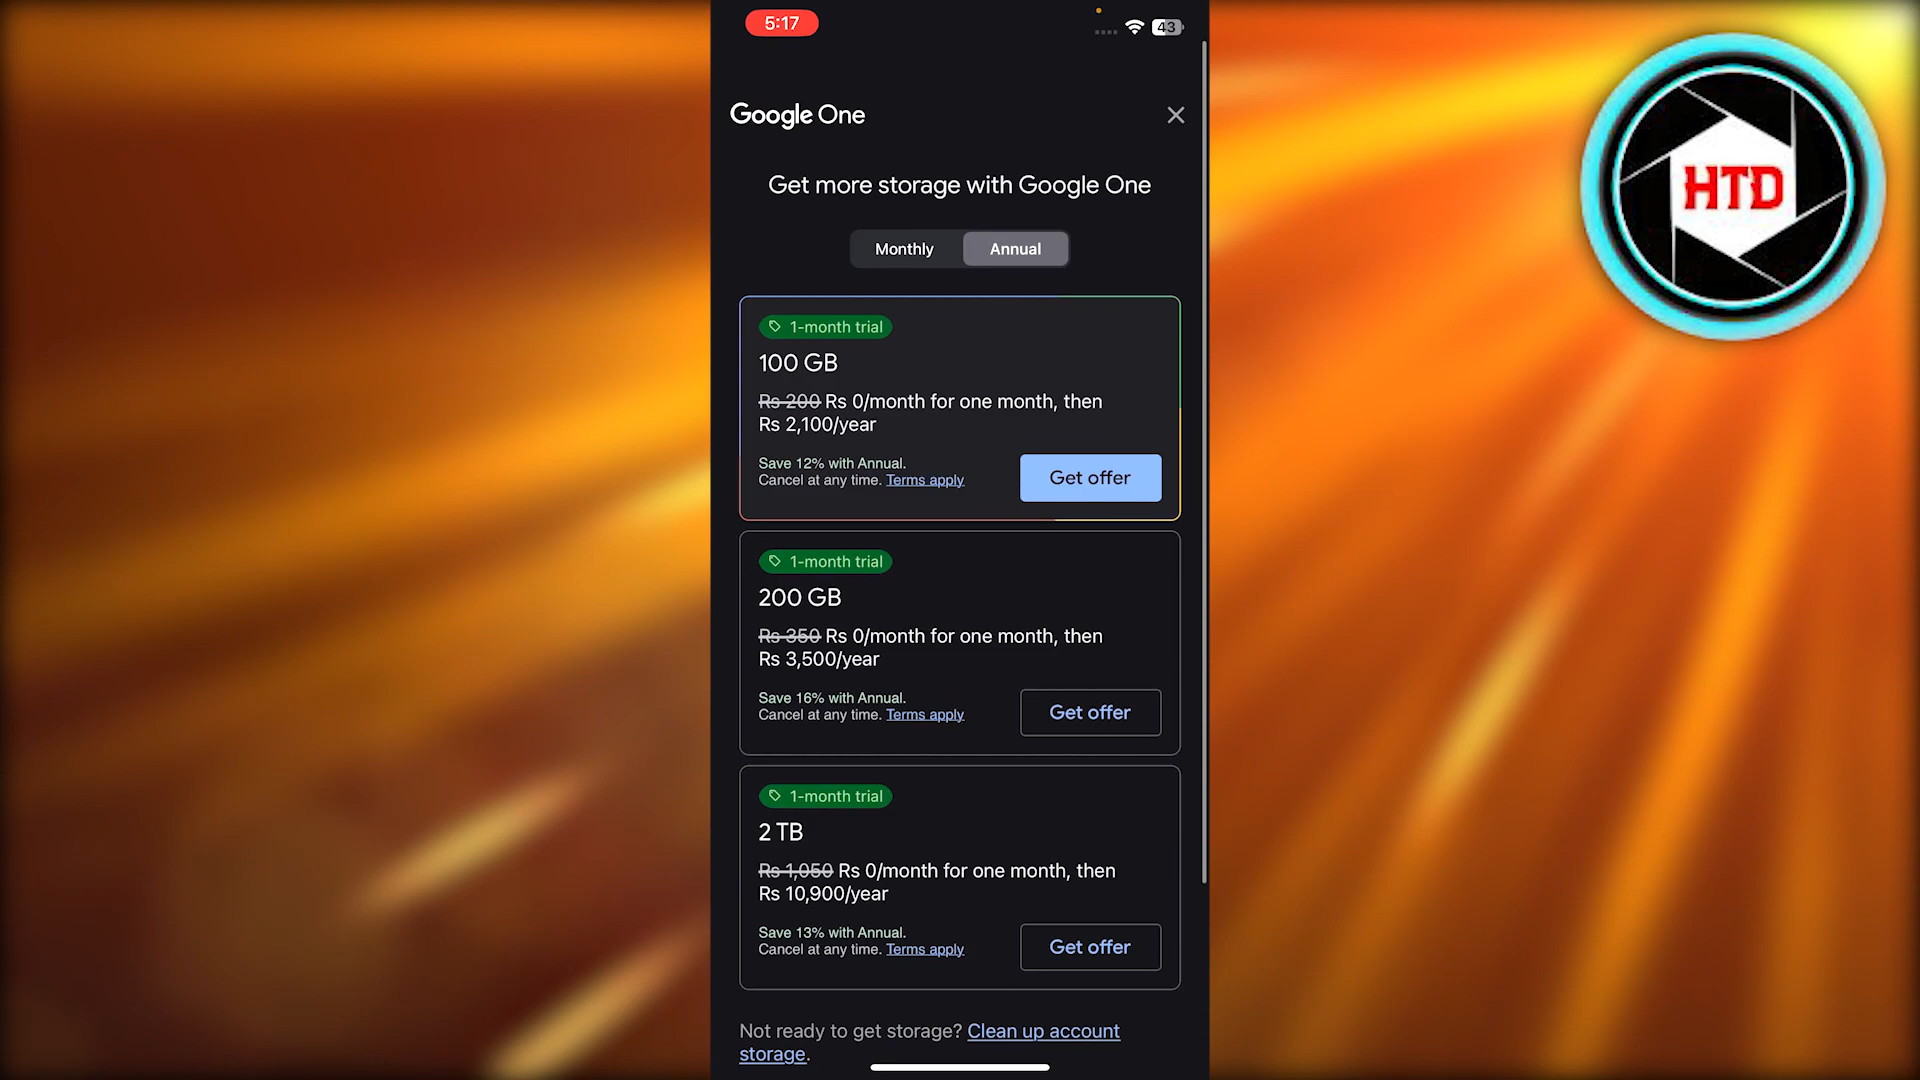 5:17
43
Google One
Get more storage with Google One
Monthly
Annual
1-month trial
100 GB
Rs 200 Rs 0/month for one month, then
Rs 2,100/year
Save 12% with Annual.
Cancel at any time. Terms apply
Get offer
1-month trial
200 GB
Rs 350 Rs 0/month for one month, then
Rs 3,500/year
Save 16% with Annual.
Cancel at any time. Terms apply
Get offer
1-month trial
2 TB
Rs 1,050 Rs 0/month for one month, then
Rs 10,900/year
Save 13% with Annual.
Cancel at any time. Terms apply
Get offer
Not ready to get storage? Clean up account
storage.
HTD